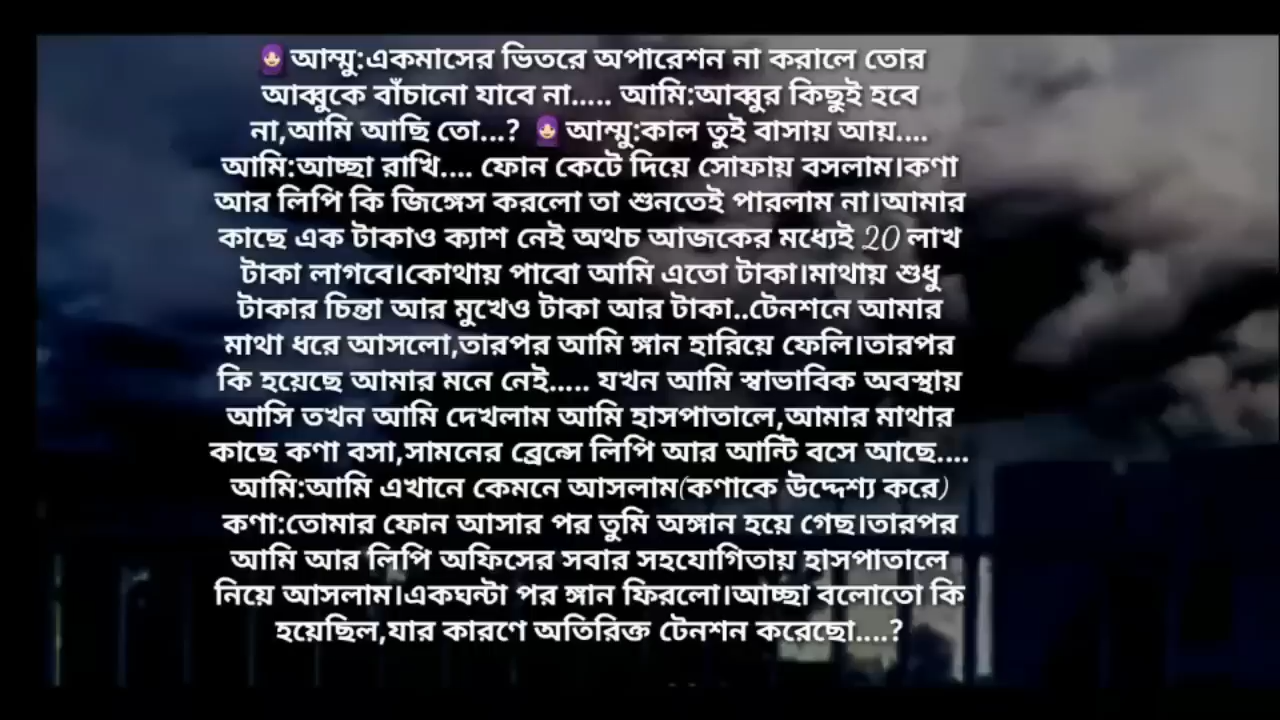 🧕আম্মু:একমাসের ভিতরে অপারেশন না করালে তোর
আব্বুকে বাঁচানো যাবে না..... আমি:আব্বুর কিছুই হবে
না,আমি আছি তো...? 🧕আম্মু:কাল তুই বাসায় আয়....
আমি:আচ্ছা রাখি.... ফোন কেটে দিয়ে সোফায় বসলাম।কণা
আর লিপি কি জিঙ্গেস করলো তা শুনতেই পারলাম না।আমার
কাছে এক টাকাও ক্যাশ নেই অথচ আজকের মধ্যেই 20 লাখ
টাকা লাগবে।কোথায় পাবো আমি এতো টাকা।মাথায় শুধু
টাকার চিন্তা আর মুখেও টাকা আর টাকা..টেনশনে আমার
মাথা ধরে আসলো,তারপর আমি ঙ্গান হারিয়ে ফেলি।তারপর
কি হয়েছে আমার মনে নেই..... যখন আমি স্বাভাবিক অবস্থায়
আসি তখন আমি দেখলাম আমি হাসপাতালে,আমার মাথার
কাছে কণা বসা,সামনের ব্রেন্সে লিপি আর আন্টি বসে আছে....
আমি:আমি এখানে কেমনে আসলাম(কণাকে উদ্দেশ্য করে)
কণা:তোমার ফোন আসার পর তুমি অঙ্গান হয়ে গেছ।তারপর
আমি আর লিপি অফিসের সবার সহযোগিতায় হাসপাতালে
নিয়ে আসলাম।একঘন্টা পর ঙ্গান ফিরলো।আচ্ছা বলোতো কি
হয়েছিল,যার কারণে অতিরিক্ত টেনশন করেছো....?